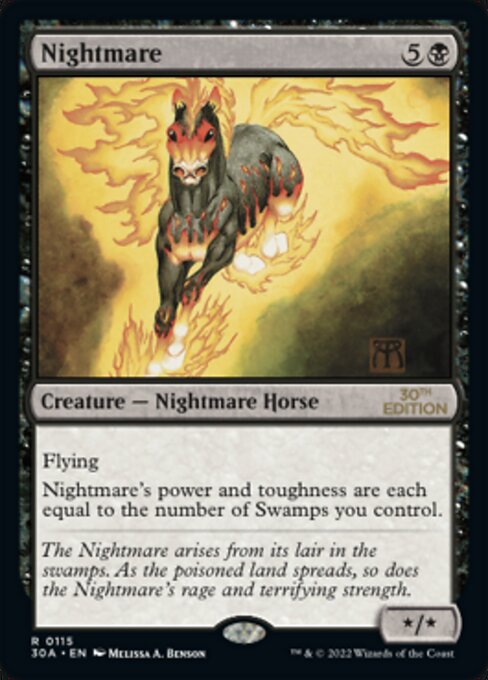 Nightmare 5
Creature — Nightmare Horse 30TH EDITION
Flying
Nightmare's power and toughness are each
equal to the number of Swamps you control.
The Nightmare arises from its lair in the
swamps. As the poisoned land spreads, so does
the Nightmare's rage and terrifying strength.
*/*
R 0115
30A • EN Melissa A. Benson ™ & © 2022 Wizards of the Coast